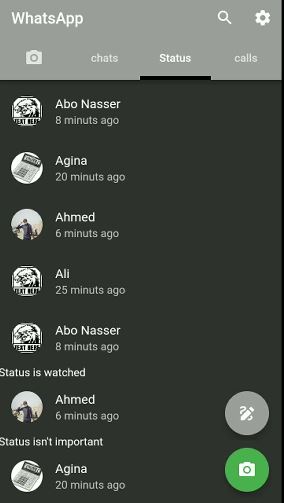 WhatsApp
chats Status calls
Abo Nasser
8 minuts ago
Agina
20 minuts ago
Ahmed
6 minuts ago
Ali
25 minuts ago
Abo Nasser
8 minuts ago
Status is watched
Ahmed
6 minuts ago
Status isn't important
Agina
20 minuts ago